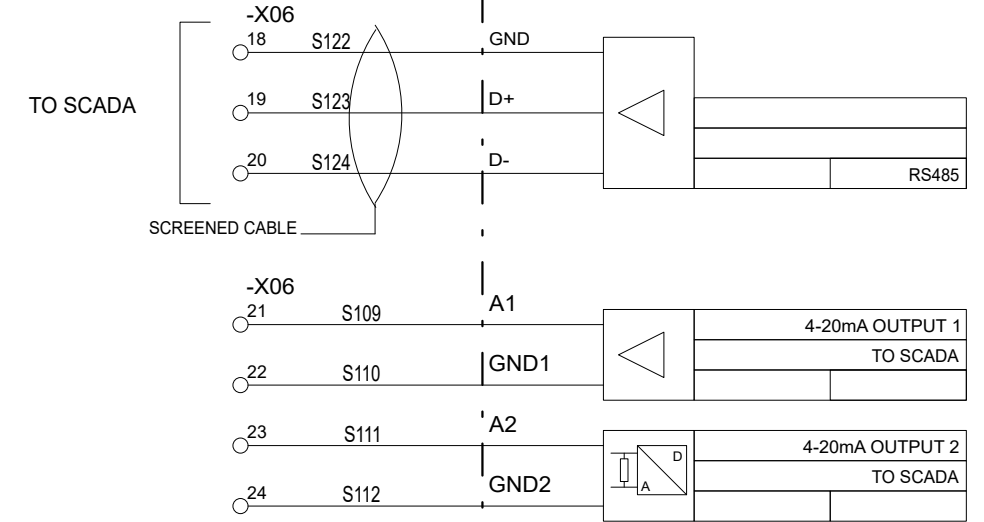 -X06
18 S122 GND
TO SCADA 19 S123 D+
20 S124 D- RS485
SCREENED CABLE
-X06
21 S109 A1 4-20mA OUTPUT 1
TO SCADA
22 S110 GND1
23 S111 A2 4-20mA OUTPUT 2
D
TO SCADA
24 S112 GND2 A